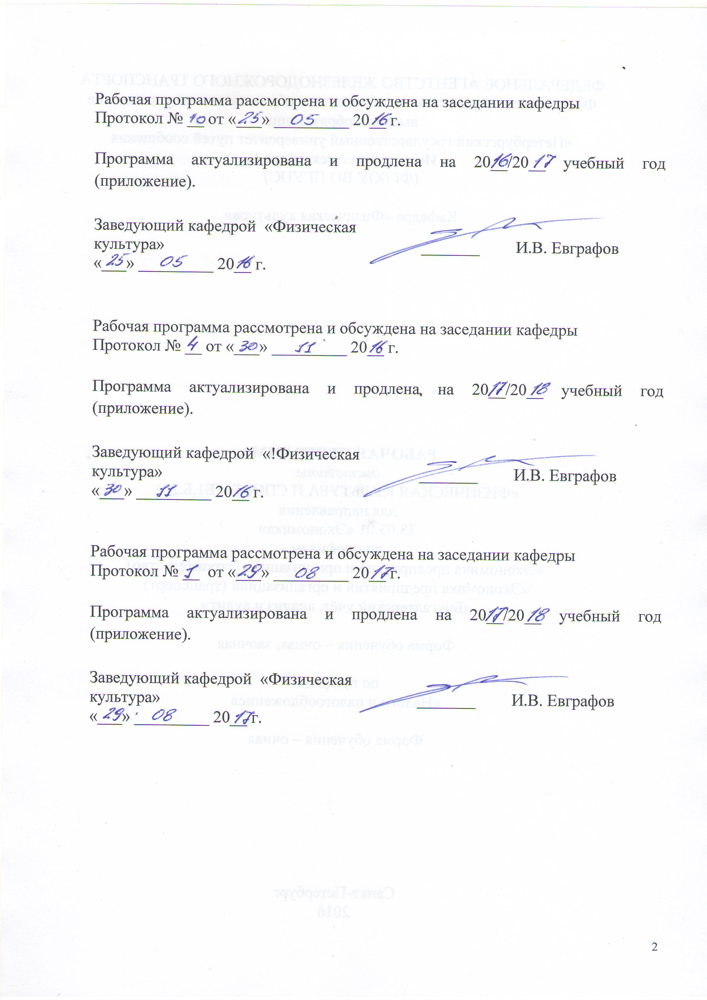 Рабочая программа рассмотрена и обсуждена на заседании кафедры
Протокол № 10 от «25» 05 2016 г.
Программа актуализирована и продлена на 2016/2017 учебный год
(приложение).
Заведующий кафедрой «Физическая
культура»
И.В. Евграфов
«25» 05 2016 г.
Рабочая программа рассмотрена и обсуждена на заседании кафедры
Протокол № 4 от «30» 11 2016 г.
Программа актуализирована и продлена на 2017/2018 учебный год
(приложение).
Заведующий кафедрой «!Физическая
культура»
И.В. Евграфов
«30» 11 2016 г.
Рабочая программа рассмотрена и обсуждена на заседании кафедры
Протокол № 1 от «29» 08 2017 г.
Программа актуализирована и продлена на 2017/2018 учебный год
(приложение).
Заведующий кафедрой «Физическая
культура»
И.В. Евграфов
«29» 08 2017 г.
2